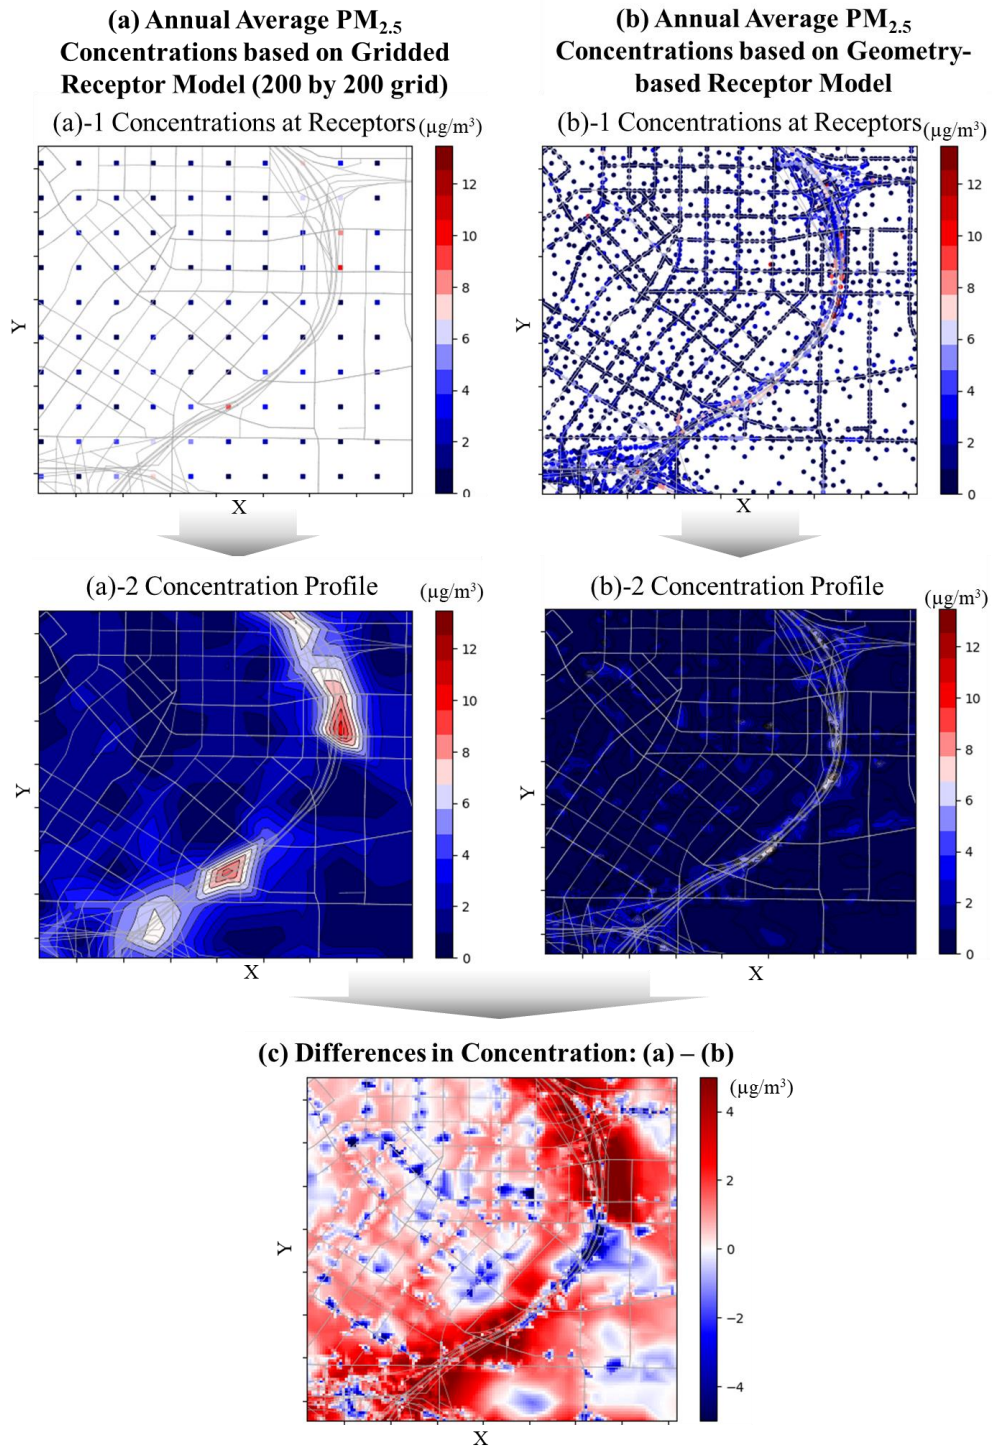 (a) Annual Average PM2.5
Concentrations based on Gridded
Receptor Model (200 by 200 grid)
(a)-1 Concentrations at Receptors (µg/m³)
12
10
8
6
4
2
0
Y
X
(b) Annual Average PM2.5
Concentrations based on Geometry-
based Receptor Model
(b)-1 Concentrations at Receptors (µg/m³)
12
10
8
6
4
2
0
Y
X
(a)-2 Concentration Profile
(µg/m³)
12
10
8
6
4
2
0
Y
X
(b)-2 Concentration Profile
(µg/m³)
12
10
8
6
4
2
0
Y
X
(c) Differences in Concentration: (a) – (b)
(µg/m³)
4
2
0
−2
−4
Y
X